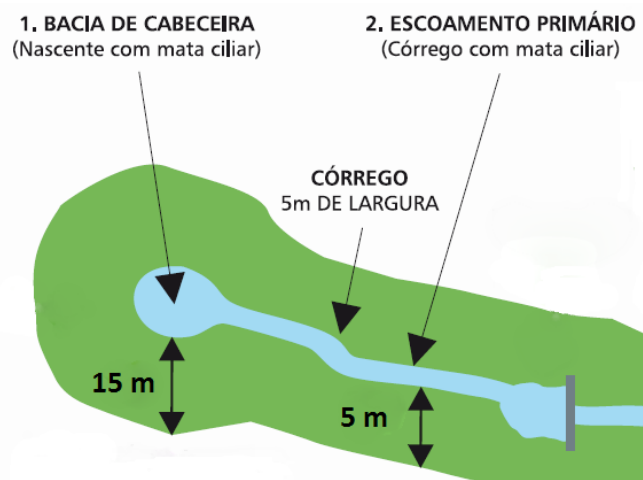 1. BACIA DE CABECEIRA
(Nascente com mata ciliar)
2. ESCOAMENTO PRIMÁRIO
(Córrego com mata ciliar)
CÓRREGO
5m DE LARGURA
15 m
5 m